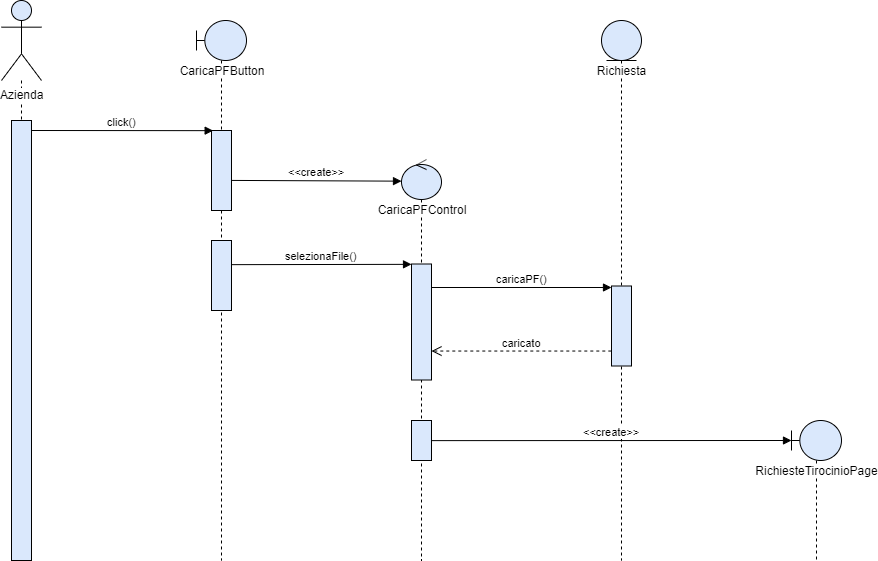 CaricaPFButton
Richiesta
Azienda
click()
<<create>>
CaricaPFControl
selezionaFile()
caricaPF()
caricato
<<create>>
RichiesteTirocinioPage